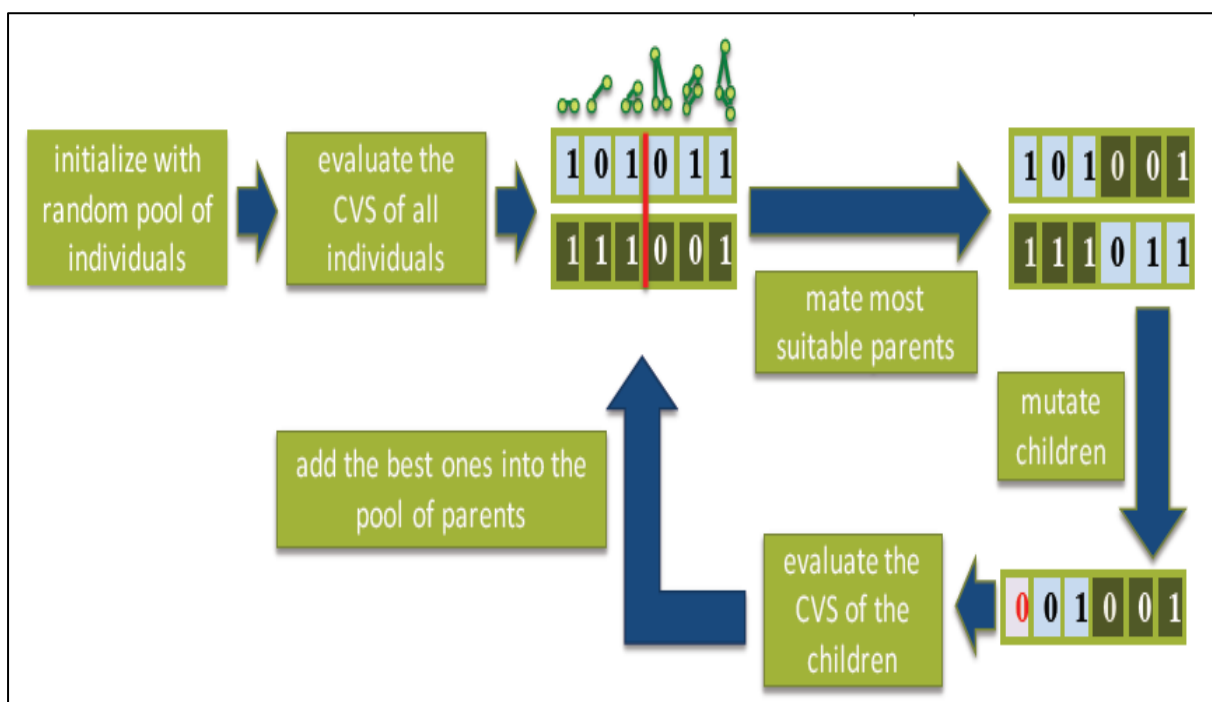 initialize with
random pool of
individuals
evaluate the
CVS of all
individuals
1 0 1 0 1 1
1 1 1 0 0 1
mate most
suitable parents
1 0 1 0 0 1
1 1 1 0 1 1
mutate
children
0 0 1 0 0 1
evaluate the
CVS of the
children
add the best ones into the
pool of parents